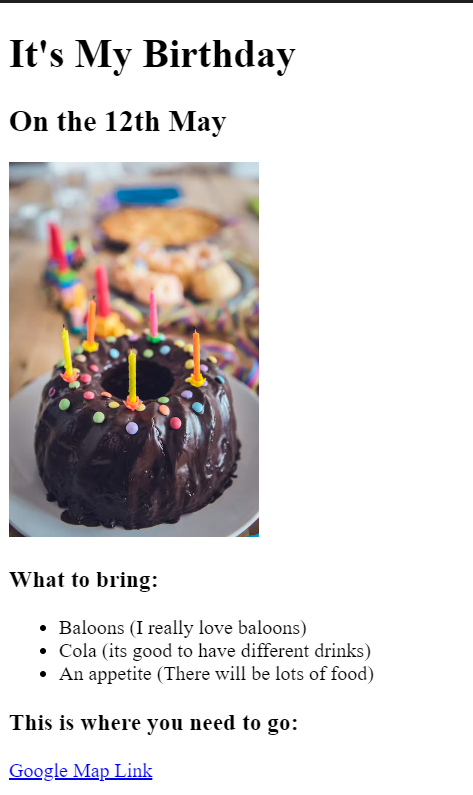 It's My Birthday
On the 12th May
What to bring:
Baloons (I really love baloons)
Cola (its good to have different drinks)
An appetite (There will be lots of food)
This is where you need to go:
Google Map Link